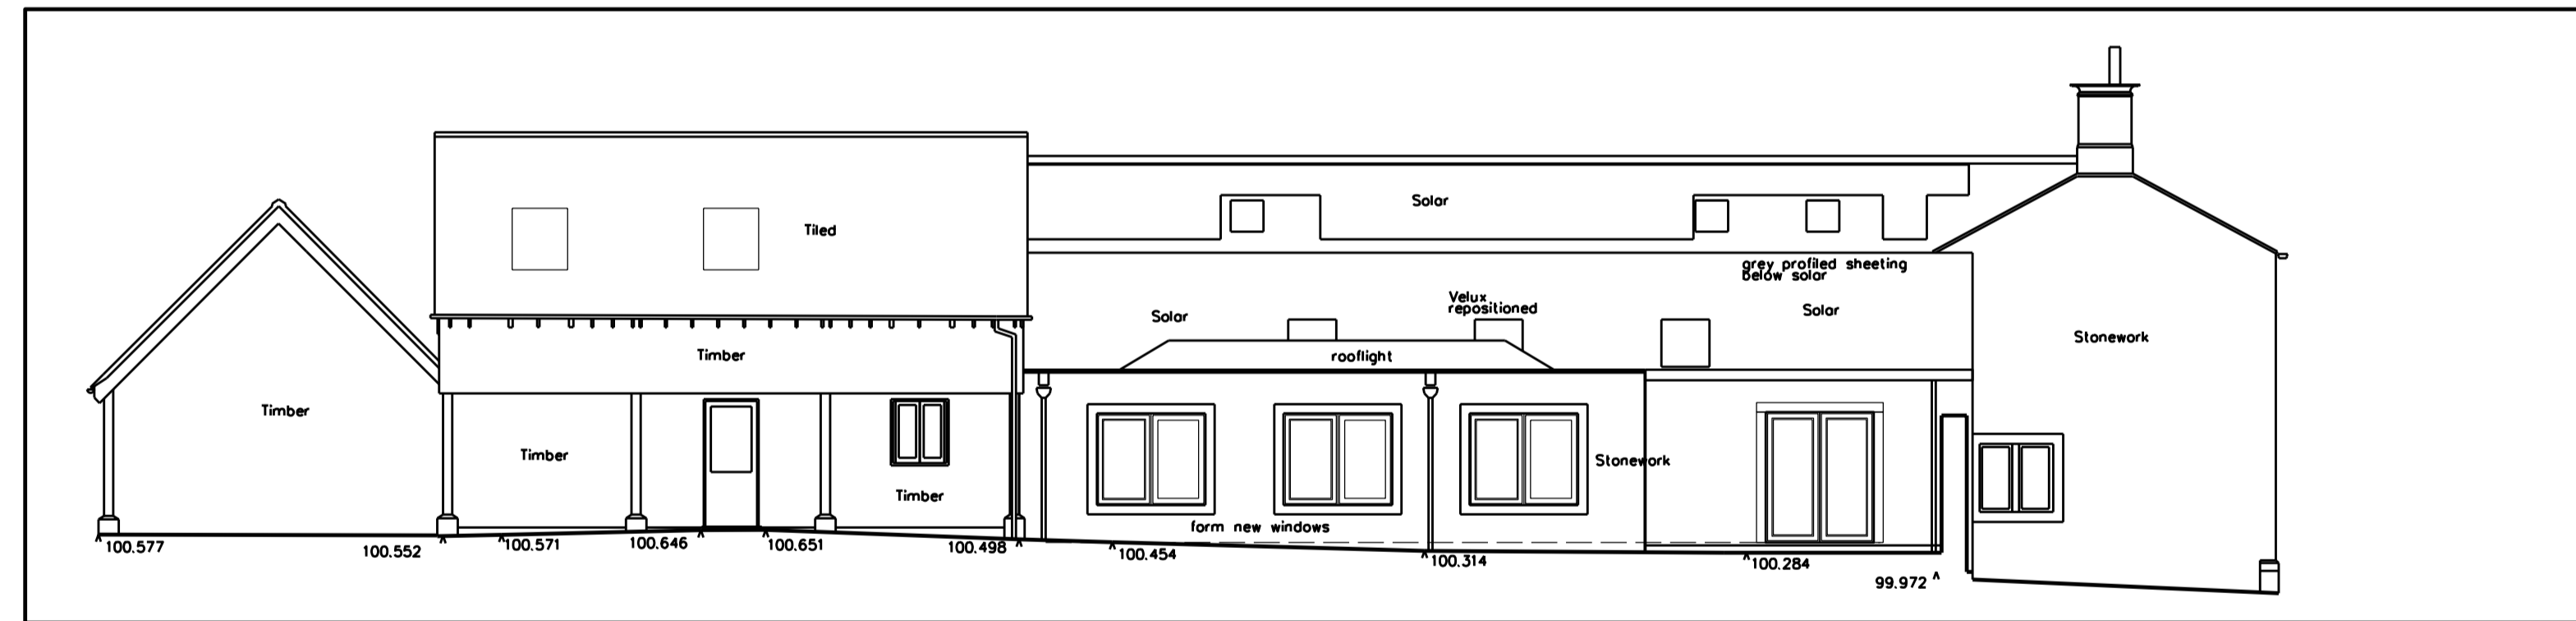 Solar
Tiled
grey profiled sheeting
below solar
Velux
repositioned
Solar
Solar
Stonework
Timber
rooflight
Timber
Timber
Stonework
Timber
form new windows
100.577
100.552
100.571
100.646
100.651
100.498
100.454
100.314
100.284
99.972